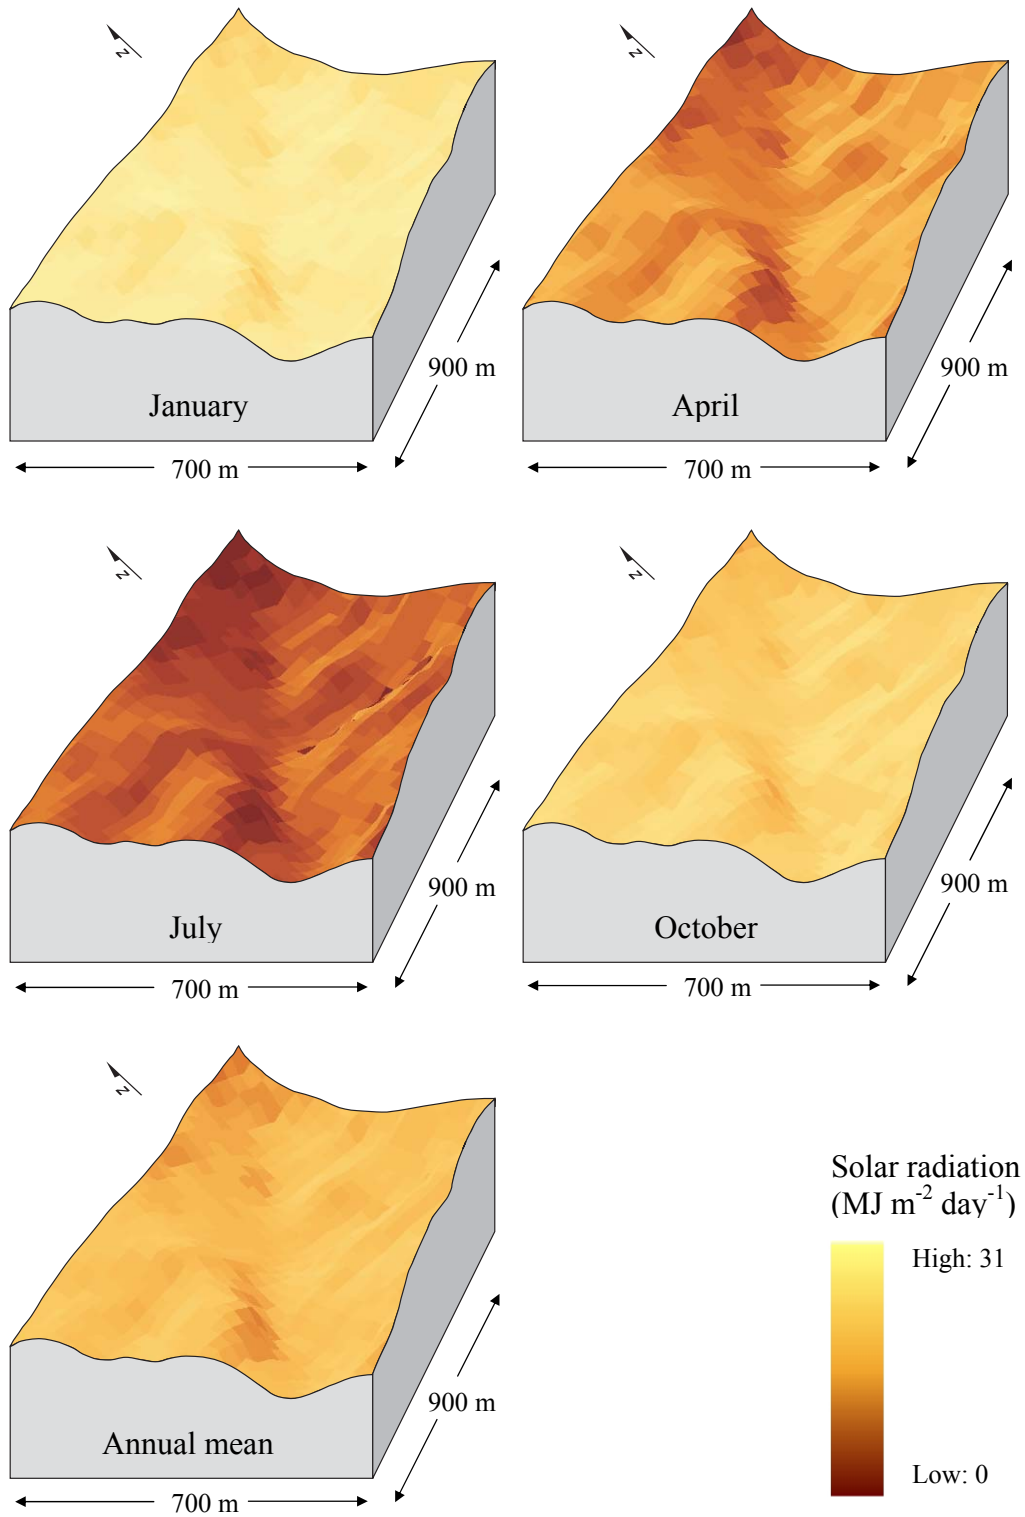 N
N
900 m
900 m
January
April
700 m
700 m
N
N
900 m
900 m
July
October
700 m
700 m
N
900 m
Annual mean
700 m
Solar radiation
(MJ m⁻² day⁻¹)
High: 31
Low: 0